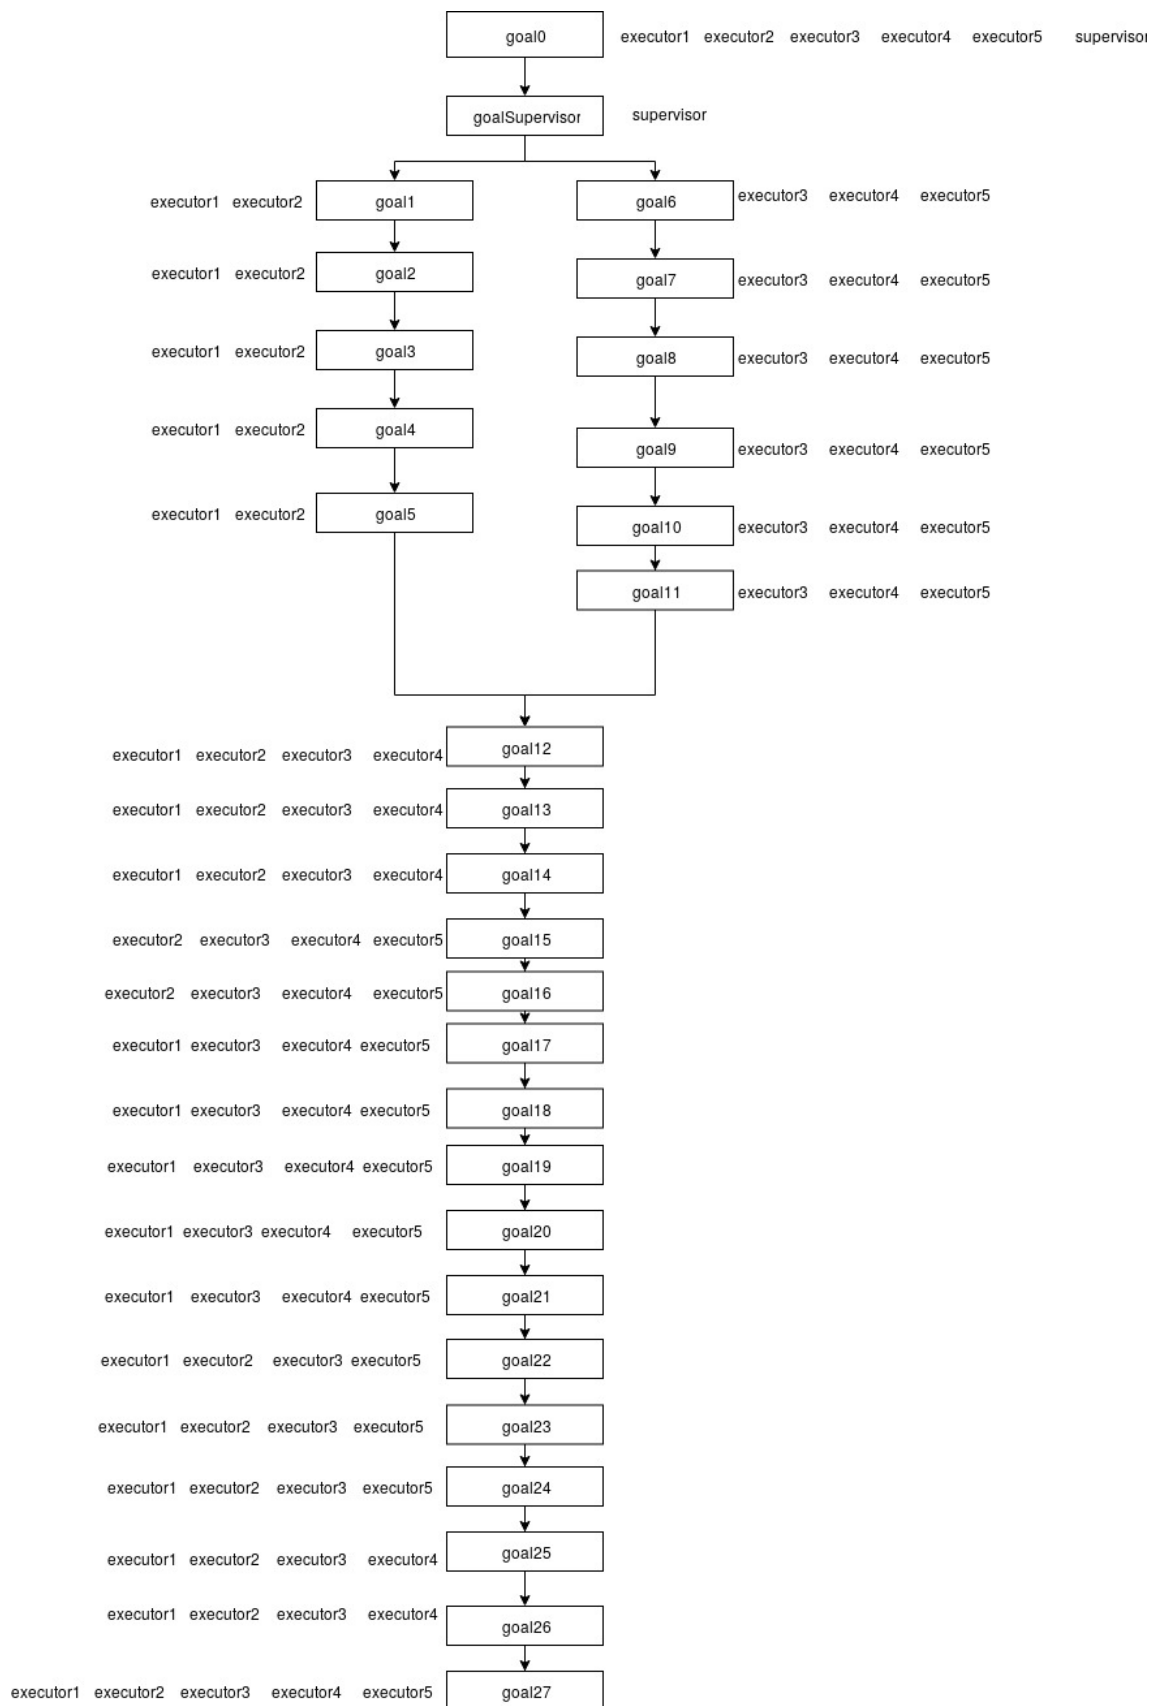 goal0 executor1 executor2 executor3 executor4 executor5 supervisor
goalSupervisor supervisor
executor1 executor2 goal1 goal6 executor3 executor4 executor5
executor1 executor2 goal2 goal7 executor3 executor4 executor5
executor1 executor2 goal3 goal8 executor3 executor4 executor5
executor1 executor2 goal4 goal9 executor3 executor4 executor5
executor1 executor2 goal5 goal10 executor3 executor4 executor5
goal11 executor3 executor4 executor5
executor1 executor2 executor3 executor4 goal12
executor1 executor2 executor3 executor4 goal13
executor1 executor2 executor3 executor4 goal14
executor2 executor3 executor4 executor5 goal15
executor2 executor3 executor4 executor5 goal16
executor1 executor3 executor4 executor5 goal17
executor1 executor3 executor4 executor5 goal18
executor1 executor3 executor4 executor5 goal19
executor1 executor3 executor4 executor5 goal20
executor1 executor3 executor4 executor5 goal21
executor1 executor2 executor3 executor5 goal22
executor1 executor2 executor3 executor5 goal23
executor1 executor2 executor3 executor5 goal24
executor1 executor2 executor3 executor4 goal25
executor1 executor2 executor3 executor4 goal26
executor1 executor2 executor3 executor4 executor5 goal27